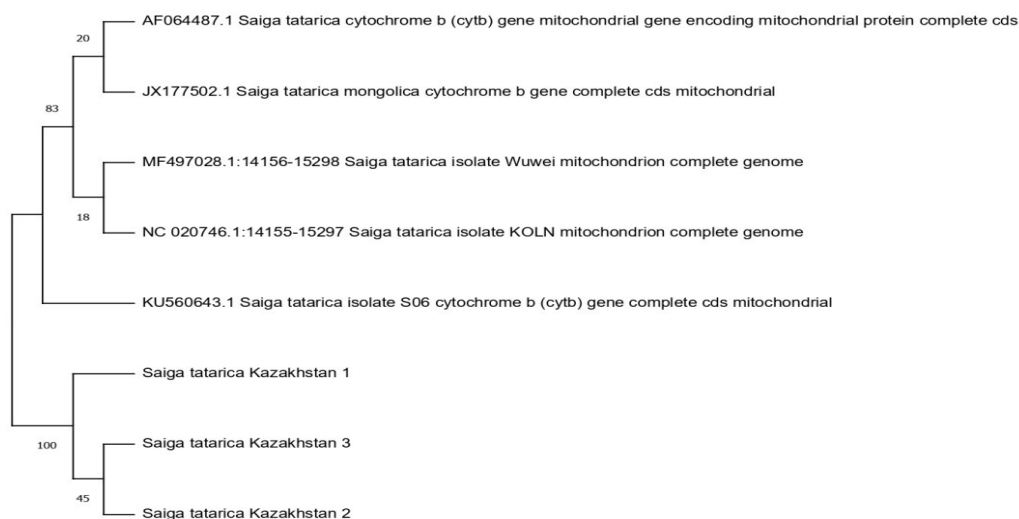 AF064487.1 Saiga tatarica cytochrome b (cytb) gene mitochondrial gene encoding mitochondrial protein complete cds
20
JX177502.1 Saiga tatarica mongolica cytochrome b gene complete cds mitochondrial
83
MF497028.1:14156-15298 Saiga tatarica isolate Wuwei mitochondrion complete genome
18
NC 020746.1:14155-15297 Saiga tatarica isolate KOLN mitochondrion complete genome
KU560643.1 Saiga tatarica isolate S06 cytochrome b (cytb) gene complete cds mitochondrial
Saiga tatarica Kazakhstan 1
100
Saiga tatarica Kazakhstan 3
45
Saiga tatarica Kazakhstan 2